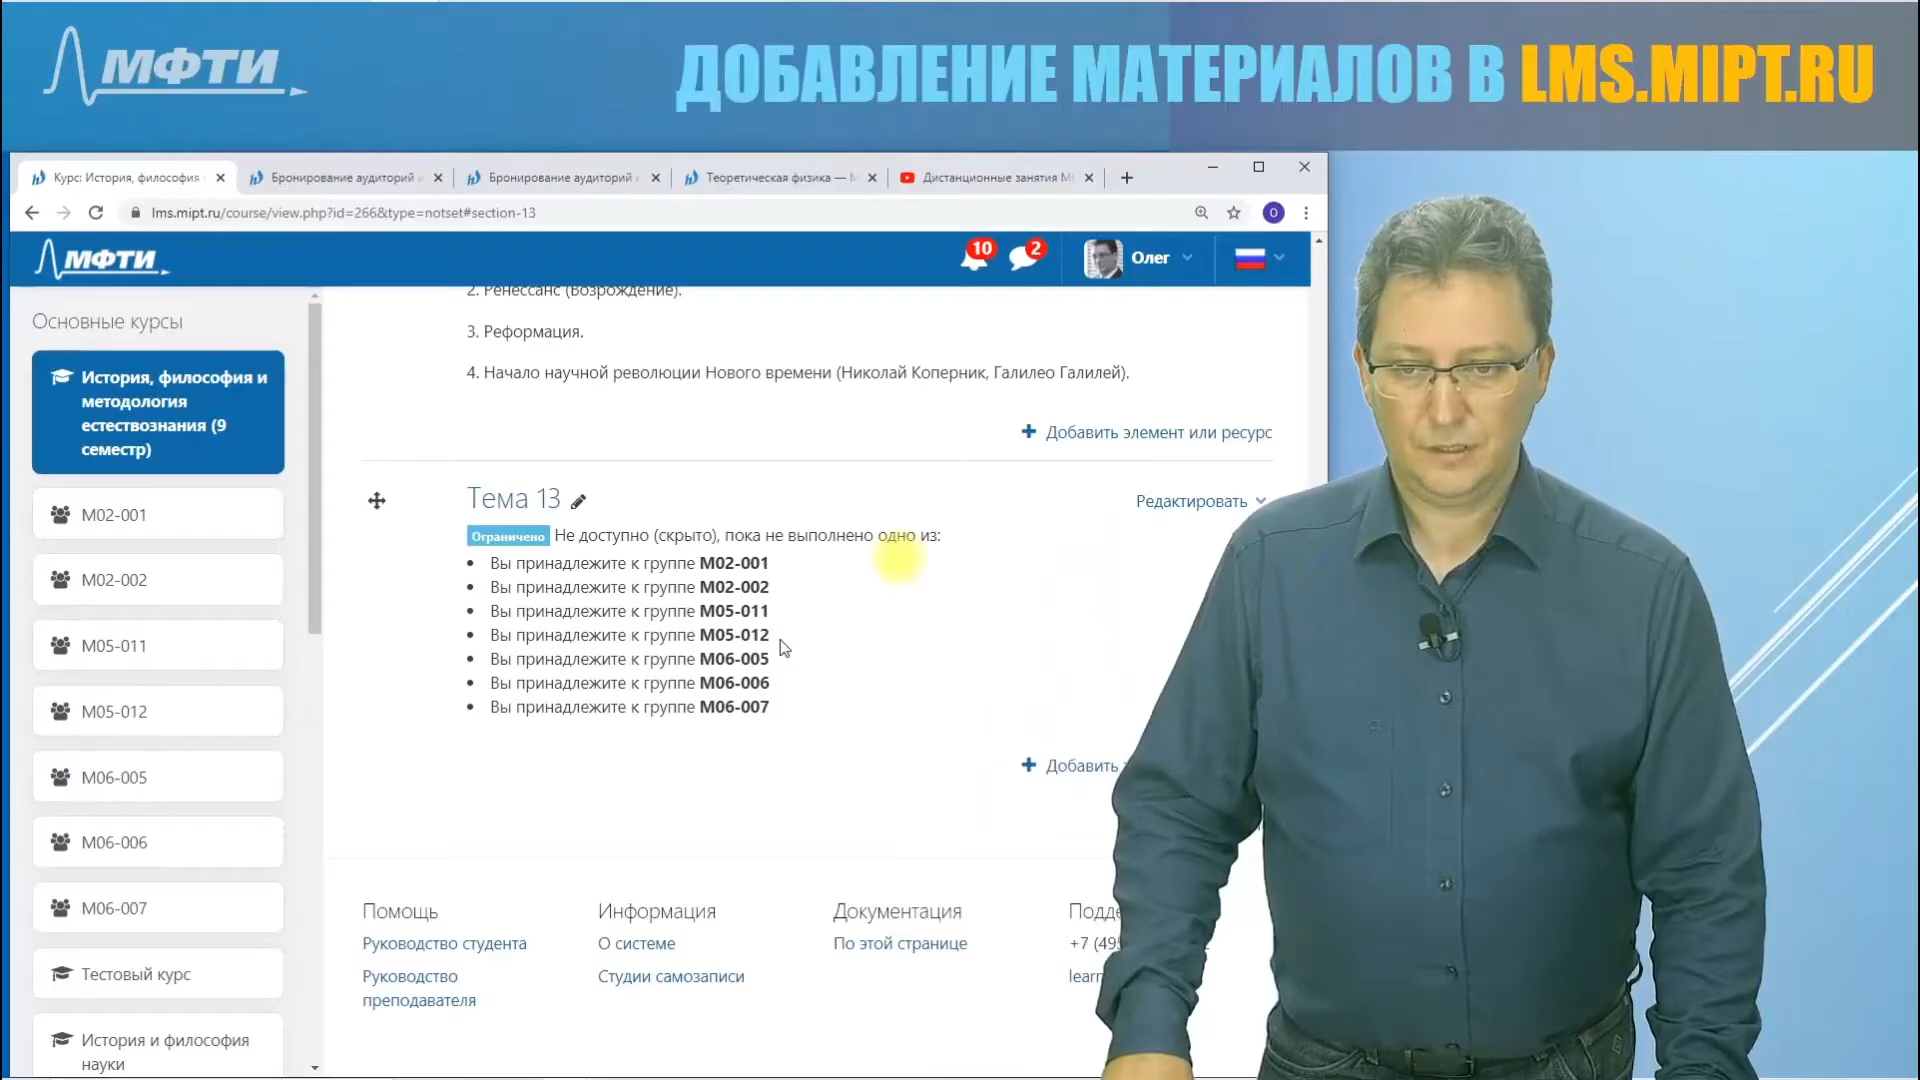 МФТИ
ДОБАВЛЕНИЕ МАТЕРИАЛОВ В LMS.MIPT.RU
Курс: История, философия
Бронирование аудиторий
Бронирование аудиторий
Теоретическая физика —
Дистанционные занятия
lms.mipt.ru/course/view.php?id=266&type=notset#section-13
О
МФТИ
10
2
Олег
Основные курсы
История, философия и
методология
естествознания (9
семестр)
М02-001
М02-002
М05-011
М05-012
М06-005
М06-006
М06-007
Тестовый курс
История и философия
науки
2. Ренессанс (Возрождение).
3. Реформация.
4. Начало научной революции Нового времени (Николай Коперник, Галилео Галилей).
Добавить элемент или ресурс
Тема 13
Редактировать
Ограничено Не доступно (скрыто), пока не выполнено одно из:
Вы принадлежите к группе М02-001
Вы принадлежите к группе М02-002
Вы принадлежите к группе М05-011
Вы принадлежите к группе М05-012
Вы принадлежите к группе М06-005
Вы принадлежите к группе М06-006
Вы принадлежите к группе М06-007
Добавить
Помощь
Руководство студента
Руководство
преподавателя
Информация
О системе
Студии самозаписи
Документация
По этой странице
+7